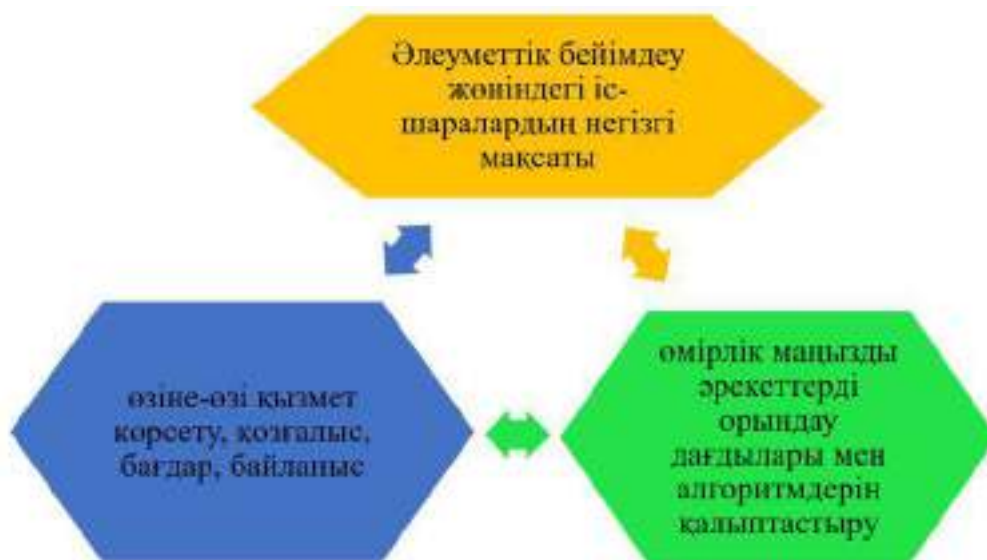 Әлеуметтік бейімдеу
жөніндегі іс-
шаралардың негізгі
мақсаты
өзіне-өзі қызмет
көрсету, қозғалыс,
бағдар, байланыс
өмірлік маңызды
әрекеттерді
орындау
дағдылары мен
алгоритмдерін
қалыптастыру